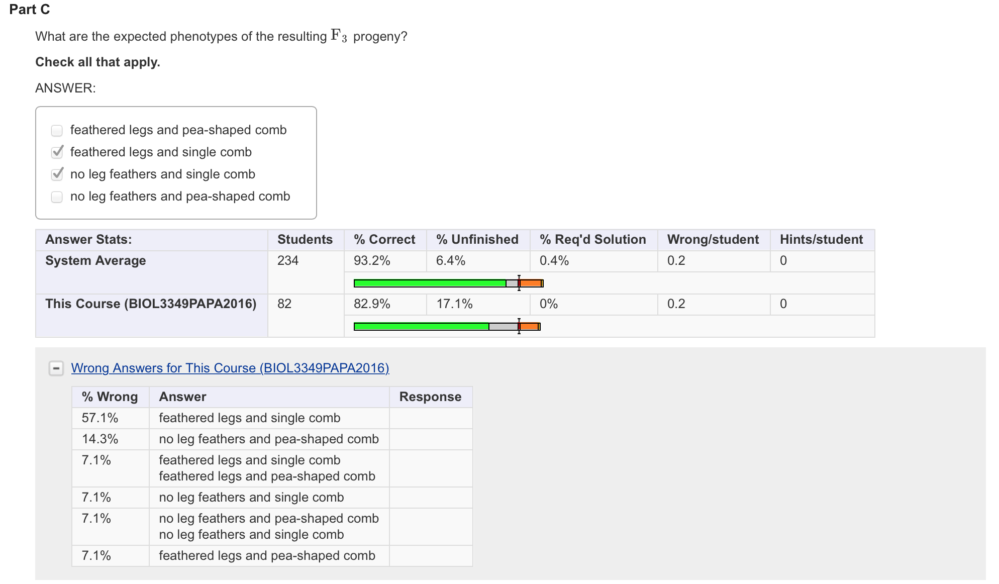 Part C
What are the expected phenotypes of the resulting F3 progeny?
Check all that apply.
ANSWER:
feathered legs and pea-shaped comb
feathered legs and single comb
no leg feathers and single comb
no leg feathers and pea-shaped comb
Answer Stats: Students % Correct % Unfinished % Req'd Solution Wrong/student Hints/student
System Average 234 93.2% 6.4% 0.4% 0.2 0
This Course (BIOL3349PAPA2016) 82 82.9% 17.1% 0% 0.2 0
Wrong Answers for This Course (BIOL3349PAPA2016)
% Wrong Answer Response
57.1% feathered legs and single comb
14.3% no leg feathers and pea-shaped comb
7.1% feathered legs and single comb
feathered legs and pea-shaped comb
7.1% no leg feathers and single comb
7.1% no leg feathers and pea-shaped comb
no leg feathers and single comb
7.1% feathered legs and pea-shaped comb